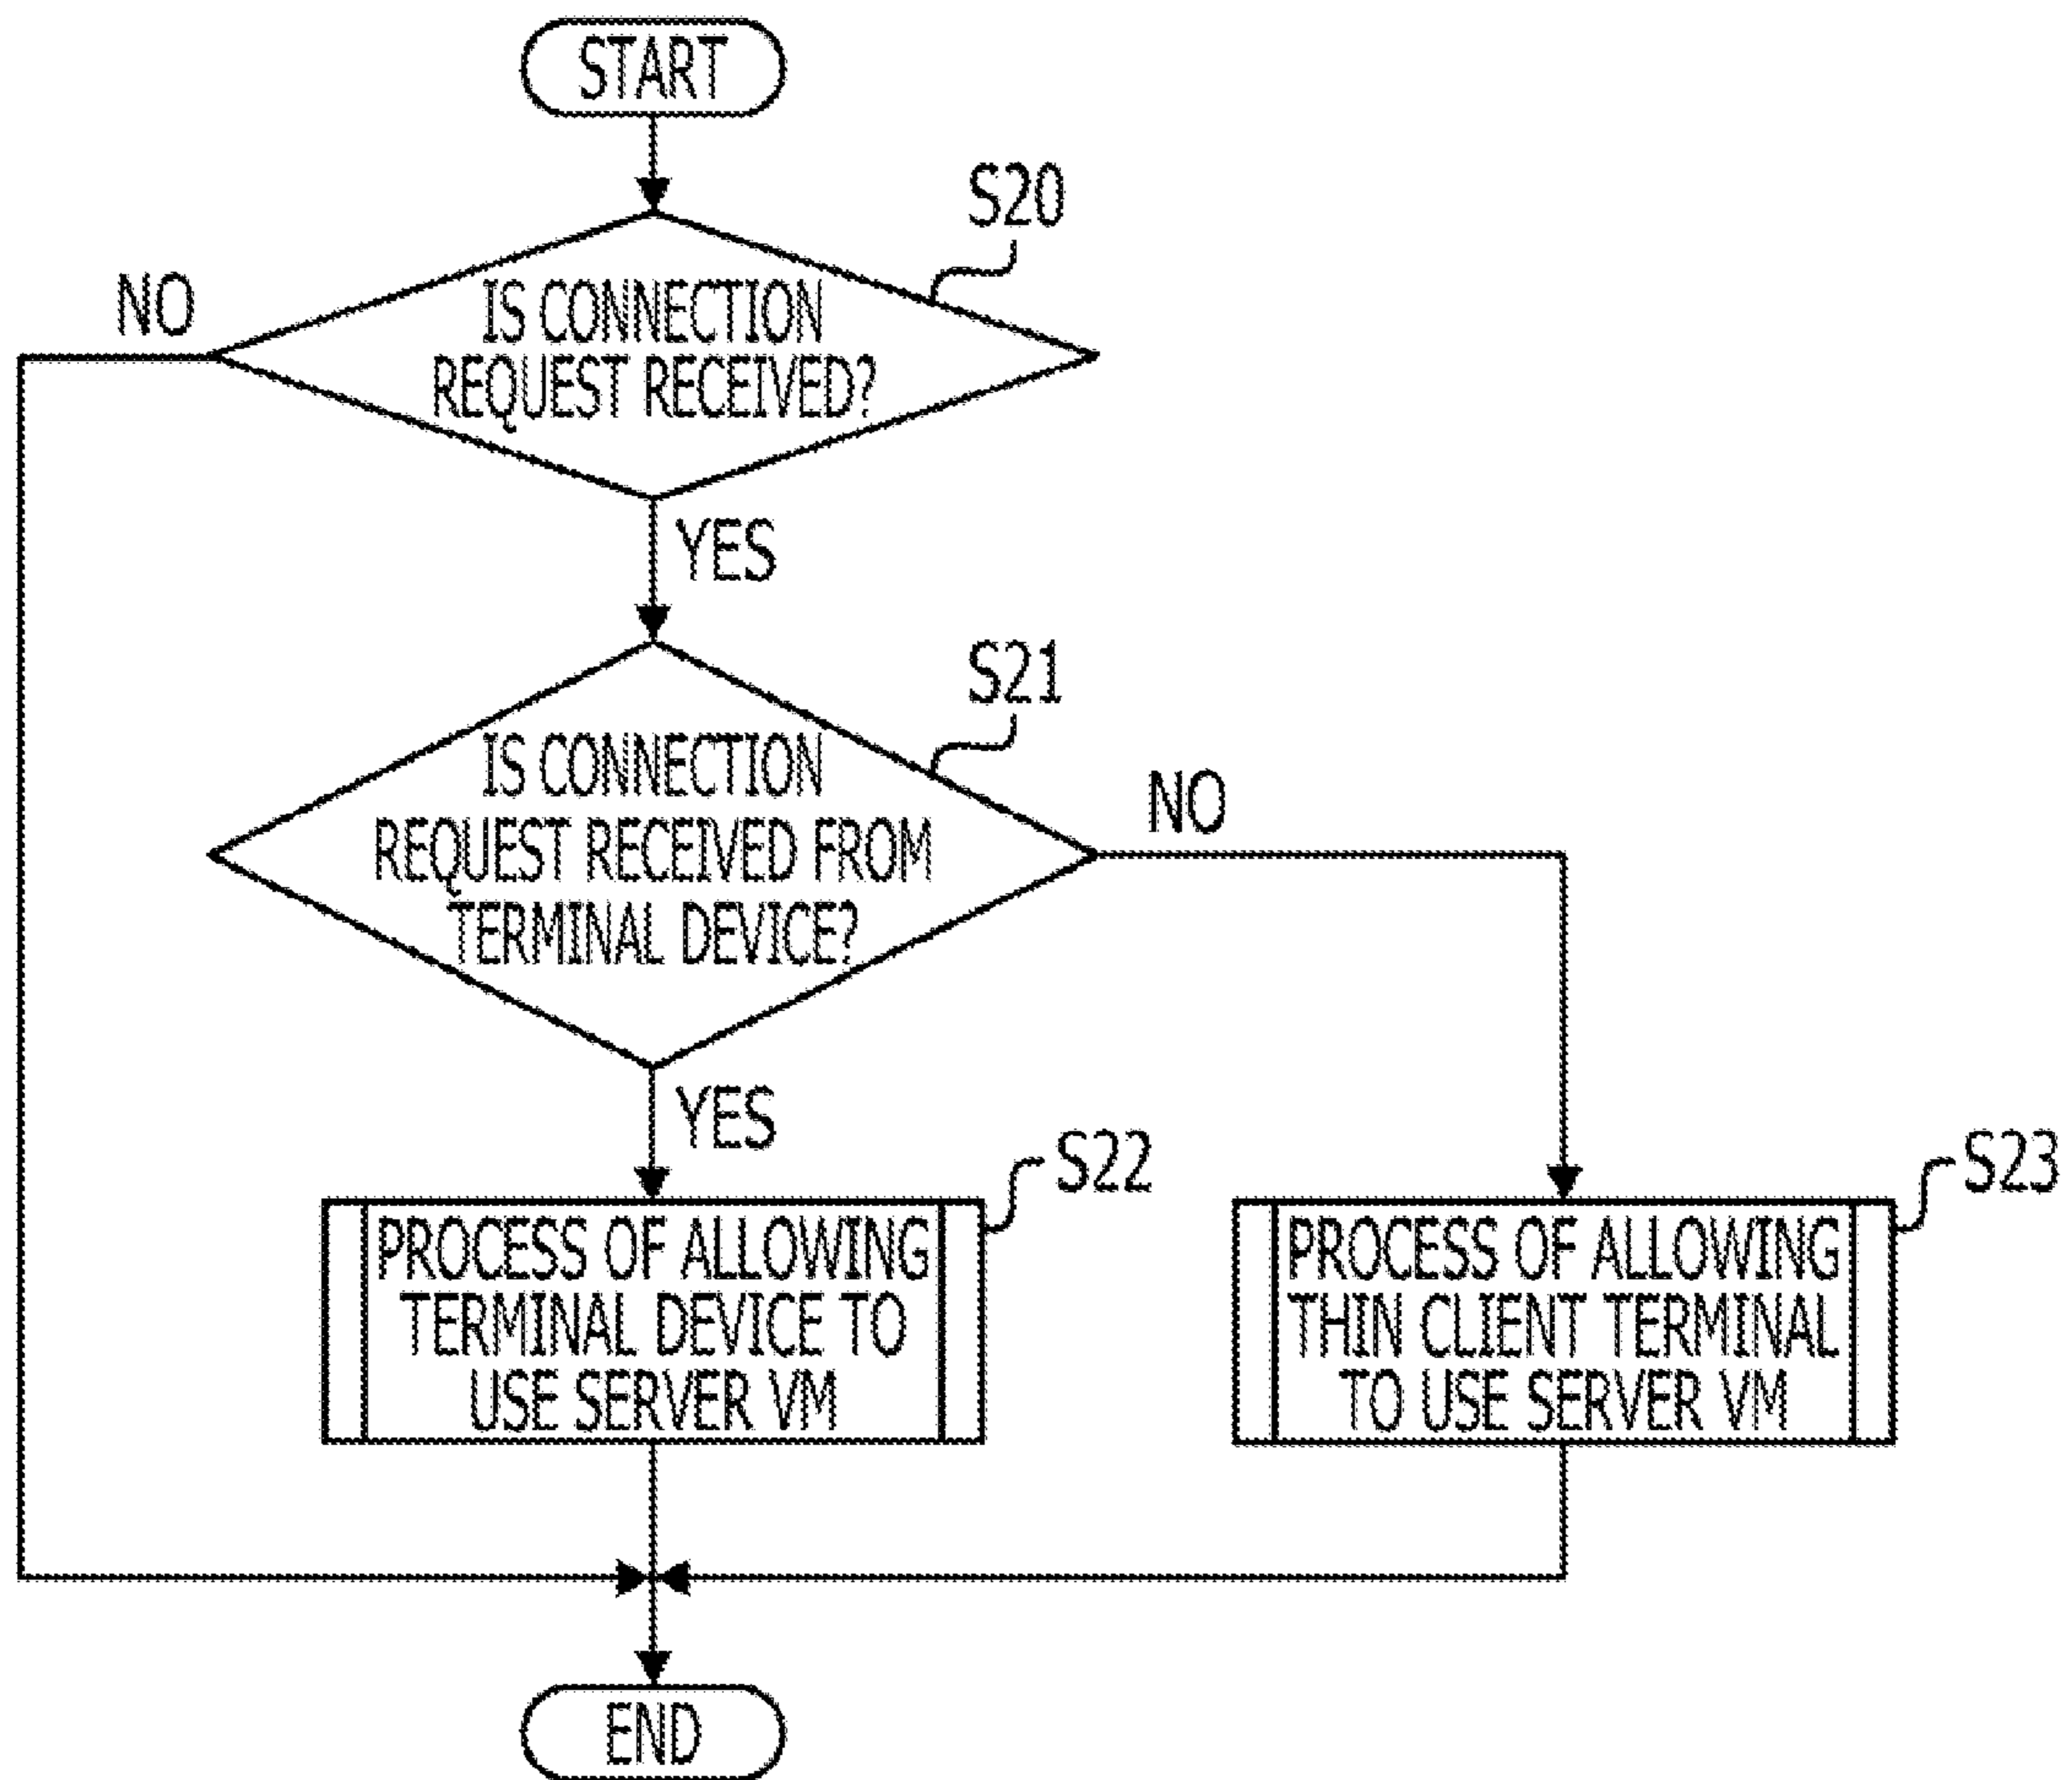 START
S20
NO
IS CONNECTION
REQUEST RECEIVED?
YES
S21
IS CONNECTION
REQUEST RECEIVED FROM
TERMINAL DEVICE?
NO
YES
S22
PROCESS OF ALLOWING
TERMINAL DEVICE TO
USE SERVER VM
S23
PROCESS OF ALLOWING
THIN CLIENT TERMINAL
TO USE SERVER VM
END